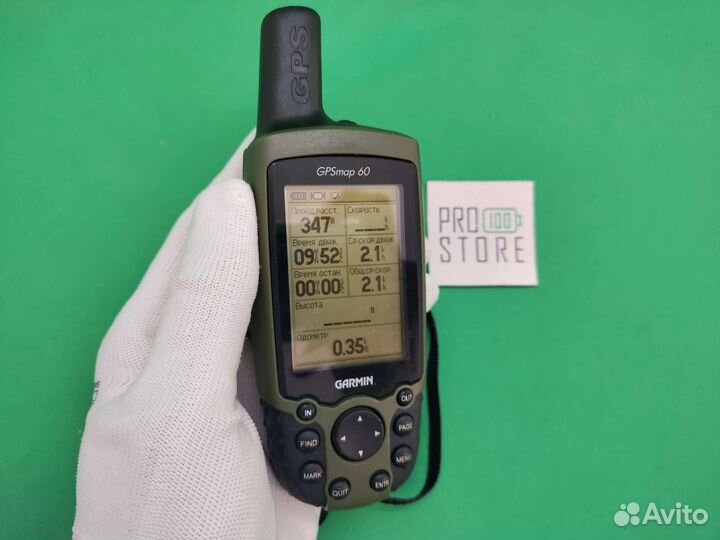 GPS
GPSmap 60
Пройд.расст. Скорость
347
Время движ. Ср.скор.движ.
09 52 2.1
Время остан. Общ.ср.скор.
00 00 2.1
Высота
Одометр
0.35
GARMIN
IN OUT
FIND PAGE
MARK MENU
QUIT ENTR
PRO 100
STORE
Avito